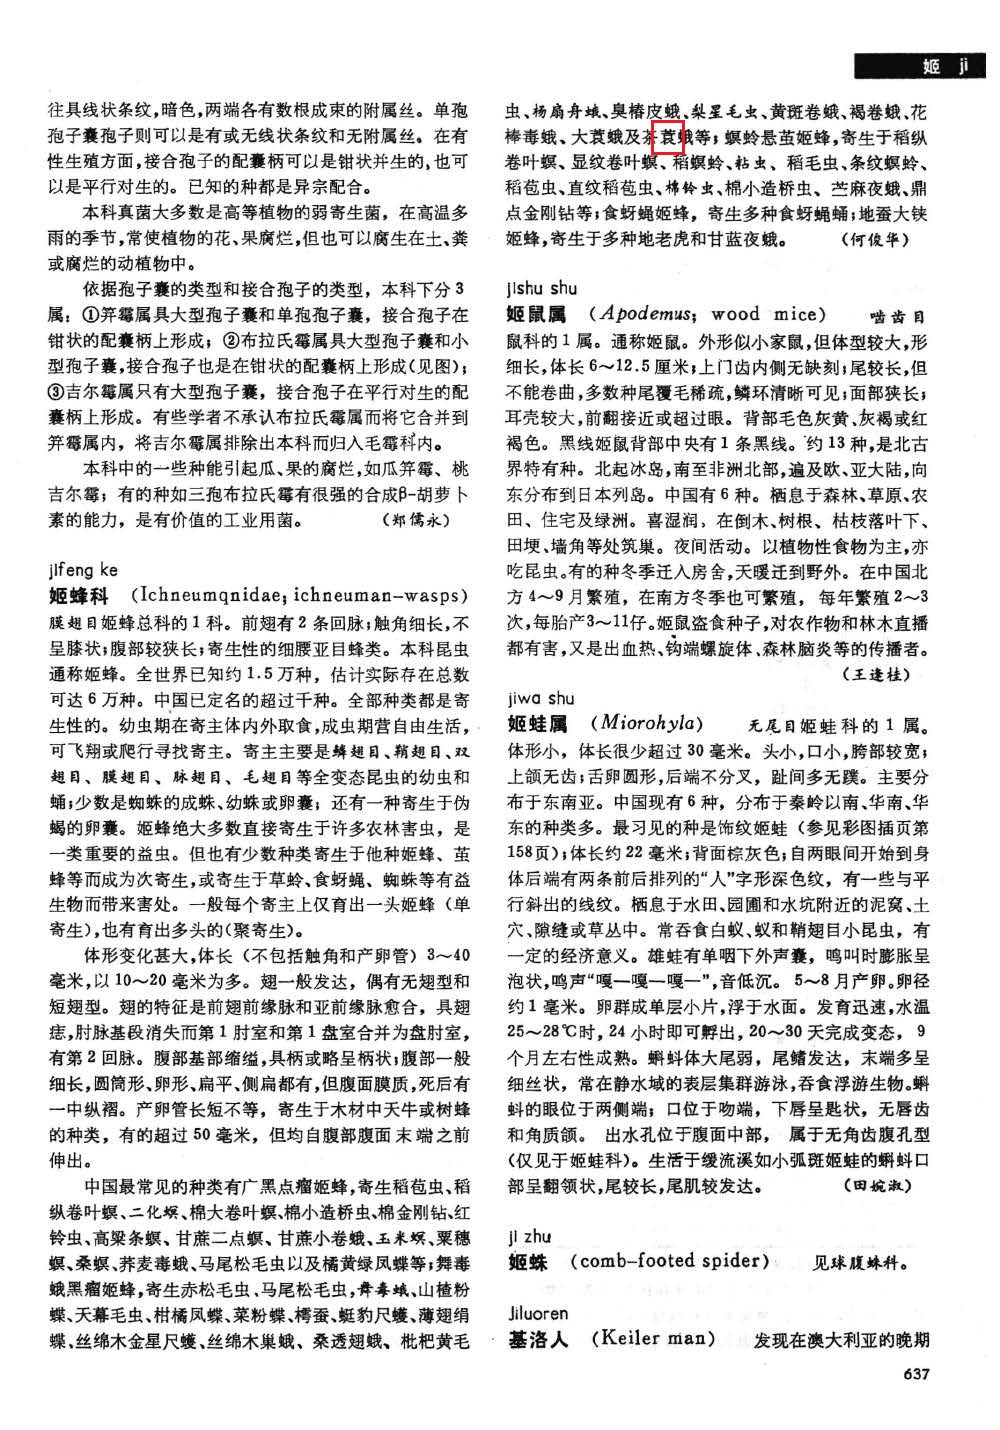 姬 jī
往具线状条纹,暗色,两端各有数根成束的附属丝。单孢
孢子囊孢子则可以是有或无线状条纹和无附属丝。在有
性生殖方面,接合孢子的配囊柄可以是钳状并生的,也可
以是平行对生的。已知的种都是异宗配合。
本科真菌大多数是高等植物的弱寄生菌，在高温多
雨的季节,常使植物的花、果腐烂,但也可以腐生在土、粪
或腐烂的动植物中。
依据孢子囊的类型和接合孢子的类型，本科下分3
属；①笄霉属具大型孢子囊和单孢孢子囊，接合孢子在
钳状的配囊柄上形成；②布拉氏霉属具大型孢子囊和小
型孢子囊,接合孢子也是在钳状的配囊柄上形成(见图)；
③吉尔霉属只有大型孢子囊，接合孢子在平行对生的配
囊柄上形成。有些学者不承认布拉氏霉属而将它合并到
笄霉属内，将吉尔霉属排除出本科而归入毛霉科内。
本科中的一些种能引起瓜、果的腐烂,如瓜笄霉、桃
吉尔霉；有的种如三孢布拉氏霉有很强的合成β-胡萝卜
素的能力，是有价值的工业用菌。 (郑儒永)
jīfeng ke
姬蜂科 (Ichneumqnidae; ichneuman-wasps)
膜翅目姬蜂总科的1科。前翅有2条回脉；触角细长,不
呈膝状；腹部较狭长；寄生性的细腰亚目蜂类。本科昆虫
通称姬蜂。全世界已知约1.5万种，估计实际存在总数
可达6万种。中国已定名的超过千种。全部种类都是寄
生性的。幼虫期在寄主体内外取食,成虫期营自由生活，
可飞翔或爬行寻找寄主。寄主主要是鳞翅目、鞘翅目、双
翅目、膜翅目、脉翅目、毛翅目等全变态昆虫的幼虫和
蛹；少数是蜘蛛的成蛛、幼蛛或卵囊；还有一种寄生于伪
蝎的卵囊。姬蜂绝大多数直接寄生于许多农林害虫，是
一类重要的益虫。但也有少数种类寄生于他种姬蜂、茧
蜂等而成为次寄生,或寄生于草蛉、食蚜蝇、蜘蛛等有益
生物而带来害处。一般每个寄主上仅育出一头姬蜂（单
寄生),也有育出多头的(聚寄生)。
体形变化甚大,体长（不包括触角和产卵管）3～40
毫米,以10～20毫米为多。翅一般发达，偶有无翅型和
短翅型。翅的特征是前翅前缘脉和亚前缘脉愈合，具翅
痣,肘脉基段消失而第1肘室和第1盘室合并为盘肘室，
有第2回脉。腹部基部缩缢,具柄或略呈柄状；腹部一般
细长,圆筒形、卵形、扁平、侧扁都有,但腹面膜质,死后有
一中纵褶。产卵管长短不等，寄生于木材中天牛或树蜂
的种类，有的超过50毫米，但均自腹部腹面末端之前
伸出。
中国最常见的种类有广黑点瘤姬蜂,寄生稻苞虫、稻
纵卷叶螟、二化螟、棉大卷叶螟、棉小造桥虫、棉金刚钻、红
铃虫、高粱条螟、甘蔗二点螟、甘蔗小卷蛾、玉米螟、粟穗
螟、桑螟、荞麦毒蛾、马尾松毛虫以及橘黄绿凤蝶等；舞毒
蛾黑瘤姬蜂,寄生赤松毛虫、马尾松毛虫,舞毒蛾、山楂粉
蝶、天幕毛虫、柑橘凤蝶、菜粉蝶、樗蚕、蜓豹尺蠖、薄翅绢
蝶、丝绵木金星尺蠖、丝绵木巢蛾、桑透翅蛾、枇杷黄毛
虫、杨扇舟蛾、臭椿皮蛾、梨星毛虫、黄斑卷蛾、褐卷蛾、花
棒毒蛾、大蓑蛾及茶蓑蛾等；螟蛉悬茧姬蜂,寄生于稻纵
卷叶螟、显纹卷叶螟、稻螟蛉、粘虫、稻毛虫、条纹螟蛉、
稻苞虫、直纹稻苞虫、棉铃虫、棉小造桥虫、苎麻夜蛾、鼎
点金刚钻等；食蚜蝇姬蜂，寄生多种食蚜蝇蛹；地蚕大铗
姬蜂,寄生于多种地老虎和甘蓝夜蛾。 (何俊华)
jīshu shu
姬鼠属 (Apodemus; wood mice) 啮齿目
鼠科的1属。通称姬鼠。外形似小家鼠,但体型较大,形
细长,体长6～12.5厘米；上门齿内侧无缺刻；尾较长,但
不能卷曲,多数种尾覆毛稀疏,鳞环清晰可见；面部狭长；
耳壳较大,前翻接近或超过眼。背部毛色灰黄、灰褐或红
褐色。黑线姬鼠背部中央有1条黑线。约13种,是北古
界特有种。北起冰岛,南至非洲北部,遍及欧、亚大陆,向
东分布到日本列岛。中国有6种。栖息于森林、草原、农
田、住宅及绿洲。喜湿润，在倒木、树根、枯枝落叶下、
田埂、墙角等处筑巢。夜间活动。以植物性食物为主,亦
吃昆虫。有的种冬季迁入房舍,天暖迁到野外。在中国北
方4～9月繁殖，在南方冬季也可繁殖，每年繁殖2～3
次,每胎产3～11仔。姬鼠盗食种子,对农作物和林木直播
都有害,又是出血热、钩端螺旋体、森林脑炎等的传播者。
(王逢桂)
jiwa shu
姬蛙属 (Miorohyla) 无尾目姬蛙科的1属。
体形小，体长很少超过30毫米。头小,口小,胯部较宽；
上颌无齿；舌卵圆形,后端不分叉，趾间多无蹼。主要分
布于东南亚。中国现有6种，分布于秦岭以南、华南、华
东的种类多。最习见的种是饰纹姬蛙（参见彩图插页第
158页)；体长约22毫米；背面棕灰色；自两眼间开始到身
体后端有两条前后排列的“人”字形深色纹，有一些与平
行斜出的线纹。栖息于水田、园圃和水坑附近的泥窝、土
穴、隙缝或草丛中。常吞食白蚁、蚁和鞘翅目小昆虫，有
一定的经济意义。雄蛙有单咽下外声囊，鸣叫时膨胀呈
泡状,鸣声“嘎—嘎—嘎—”,音低沉。5～8月产卵。卵径
约1毫米。卵群成单层小片,浮于水面。发育迅速,水温
25～28℃时，24小时即可孵出，20～30天完成变态，9
个月左右性成熟。蝌蚪体大尾弱，尾鳍发达，末端多呈
细丝状，常在静水域的表层集群游泳,吞食浮游生物。蝌
蚪的眼位于两侧端；口位于吻端，下唇呈匙状，无唇齿
和角质颌。出水孔位于腹面中部，属于无角齿腹孔型
(仅见于姬蛙科)。生活于缓流溪如小弧斑姬蛙的蝌蚪口
部呈翻领状,尾较长,尾肌较发达。 (田婉淑)
jī zhu
姬蛛 (comb-footed spider) 见球腹蛛科。
Jīluoren
基洛人 (Keiler man) 发现在澳大利亚的晚期
637